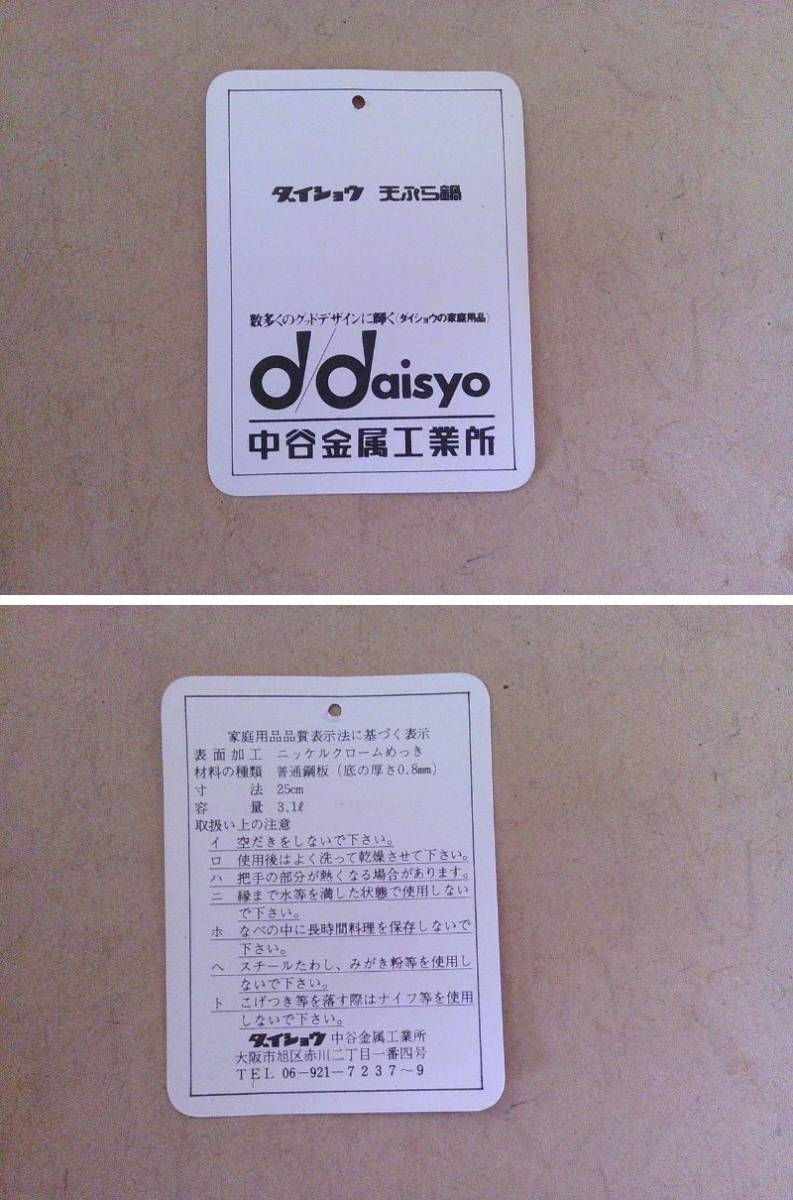 ダイショウ 天ぷら鍋
数多くのグッドデザインに輝く〈ダイショウの家庭用品〉
d/daisyo
中谷金属工業所
家庭用品品質表示法に基づく表示
表面加工 ニッケルクロームめっき
材料の種類 普通鋼板(底の厚さ0.8mm)
寸法 25cm
容量 3.1ℓ
取扱い上の注意
イ 空だきをしないで下さい。
ロ 使用後はよく洗って乾燥させて下さい。
ハ 把手の部分が熱くなる場合があります。
ニ 縁まで水等を満した状態で使用しない
で下さい。
ホ なべの中に長時間料理を保存しないで
下さい。
ヘ スチールたわし、みがき粉等を使用し
ないで下さい。
ト こげつき等を落す際はナイフ等を使用
しないで下さい。
ダイショウ 中谷金属工業所
大阪市旭区赤川二丁目一番四号
TEL 06-921-7237~9